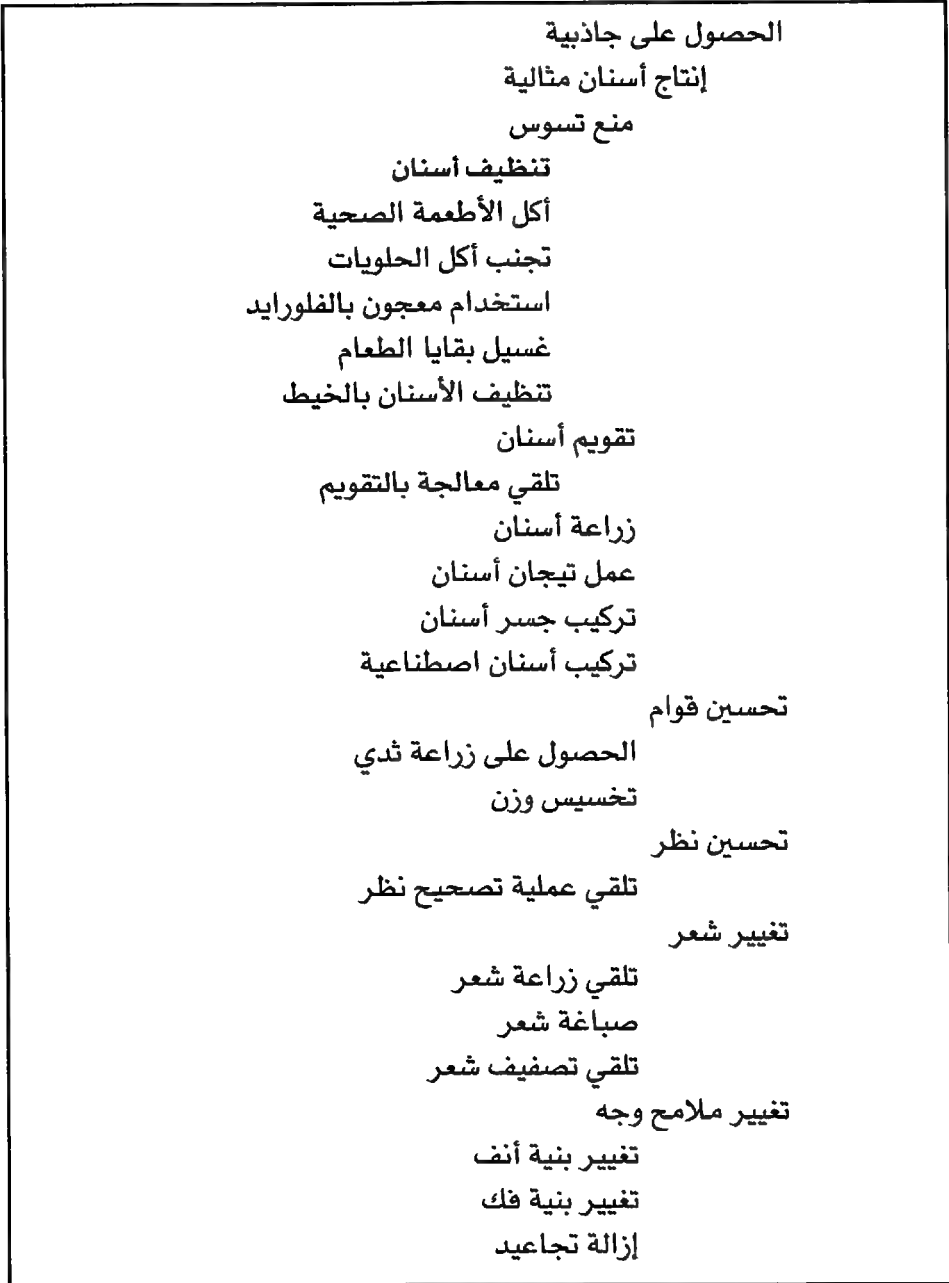 الحصول على جاذبية
إنتاج أسنان مثالية
منع تسوس
تنظيف أسنان
أكل الأطعمة الصحية
تجنب أكل الحلويات
استخدام معجون بالفلورايد
غسيل بقايا الطعام
تنظيف الأسنان بالخيط
تقويم أسنان
تلقي معالجة بالتقويم
زراعة أسنان
عمل تيجان أسنان
تركيب جسر أسنان
تركيب أسنان اصطناعية
تحسين قوام
الحصول على زراعة ثدي
تخسيس وزن
تحسين نظر
تلقي عملية تصحيح نظر
تغيير شعر
تلقي زراعة شعر
صباغة شعر
تلقي تصفيف شعر
تغيير ملامح وجه
تغيير بنية أنف
تغيير بنية فك
إزالة تجاعيد